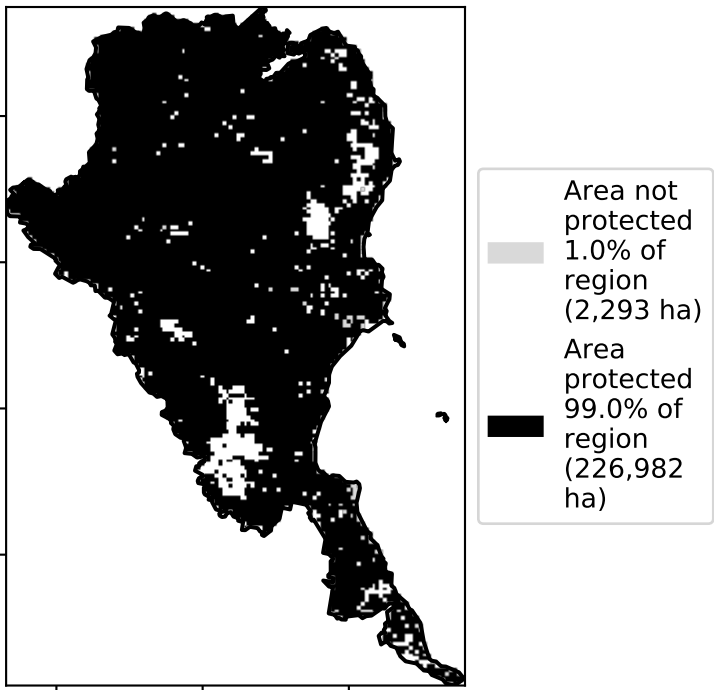 Area not
protected
1.0% of
region
(2,293 ha)
Area
protected
99.0% of
region
(226,982
ha)